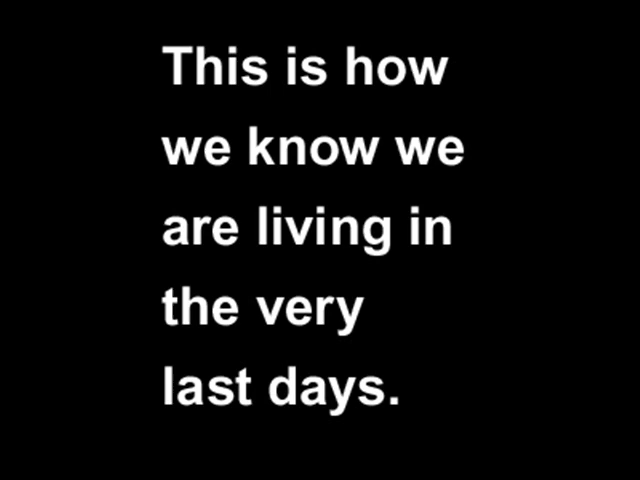 This is how
we know we
are living in
the very
last days.